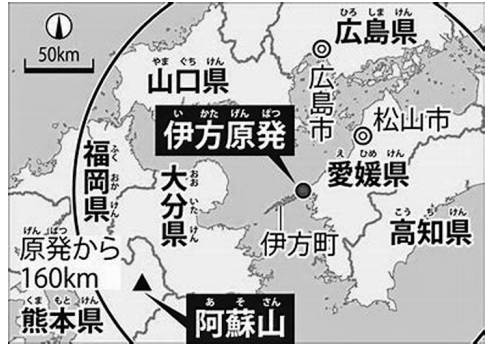 50km
ひろしまけん
広島県
やまぐちけん
山口県
広島市
松山市
いかたげんぱつ
伊方原発
えひめけん
愛媛県
ふくおかけん
福岡県
おおいたけん
大分県
伊方町
こうちけん
高知県
げんぱつ
原発から
160km
くまもとけん
熊本県
あそさん
阿蘇山